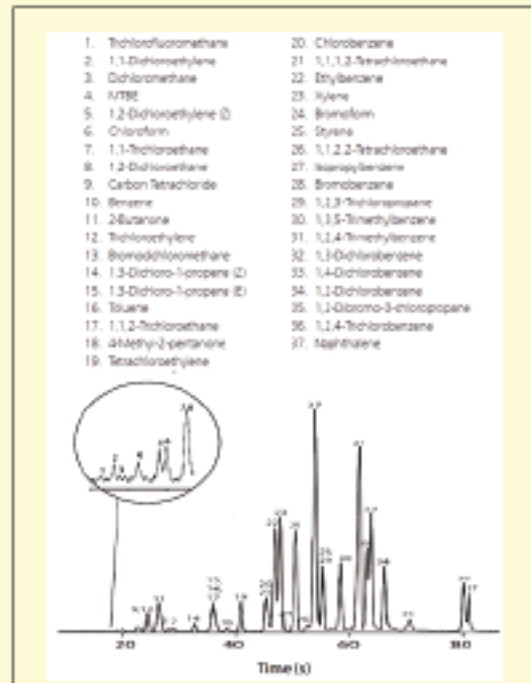 1. Trichlorofluoromethane
2. 1,1-Dichloroethylene
3. Dichloromethane
4. MTBE
5. 1,2-Dichloroethylene (Z)
6. Chloroform
7. 1,1-Trichloroethane
8. 1,2-Dichloroethane
9. Carbon Tetrachloride
10. Benzene
11. 2-Butanone
12. Trichloroethylene
13. Bromodichloromethane
14. 1,3-Dichloro-1-propene (Z)
15. 1,3-Dichloro-1-propene (E)
16. Toluene
17. 1,1,2-Trichloroethane
18. 4-Methyl-2-pentanone
19. Tetrachloroethylene
20. Chlorobenzene
21. 1,1,1,2-Tetrachloroethane
22. Ethylbenzene
23. Xylene
24. Bromoform
25. Styrene
26. 1,1,2,2-Tetrachloroethane
27. Isopropylbenzene
28. Bromobenzene
29. 1,2,3-Trichloropropane
30. 1,3,5-Trimethylbenzene
31. 1,2,4-Trimethylbenzene
32. 1,3-Dichlorobenzene
33. 1,4-Dichlorobenzene
34. 1,2-Dichlorobenzene
35. 1,2-Dibromo-3-chloropropane
36. 1,2,4-Trichlorobenzene
37. Naphthalene
20 40 60 80
Time (s)